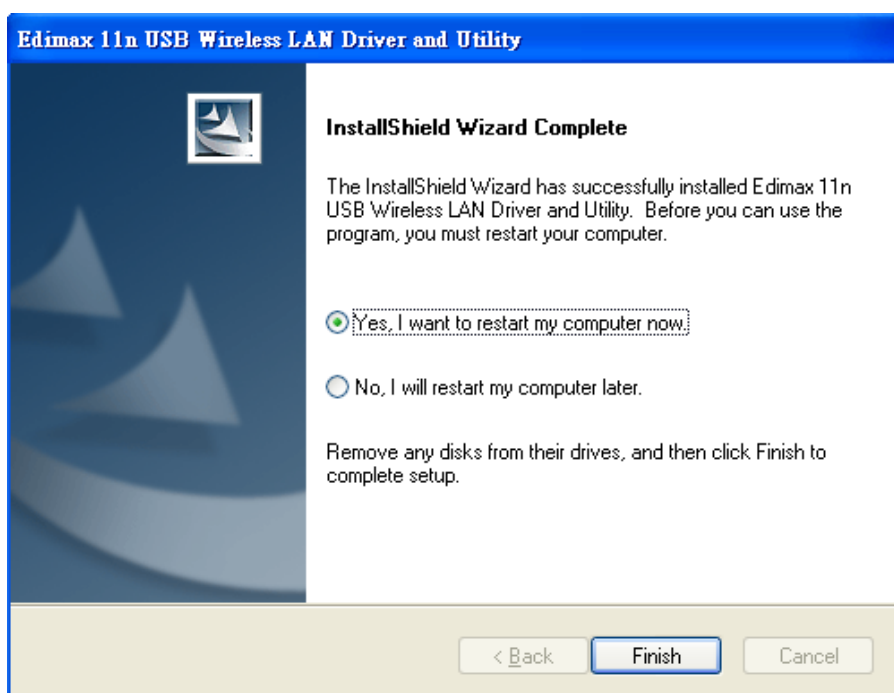 Edimax 11n USB Wireless LAN Driver and Utility
InstallShield Wizard Complete
The InstallShield Wizard has successfully installed Edimax 11n
USB Wireless LAN Driver and Utility.  Before you can use the
program, you must restart your computer.
Yes, I want to restart my computer now.
No, I will restart my computer later.
Remove any disks from their drives, and then click Finish to
complete setup.
< Back
Finish
Cancel